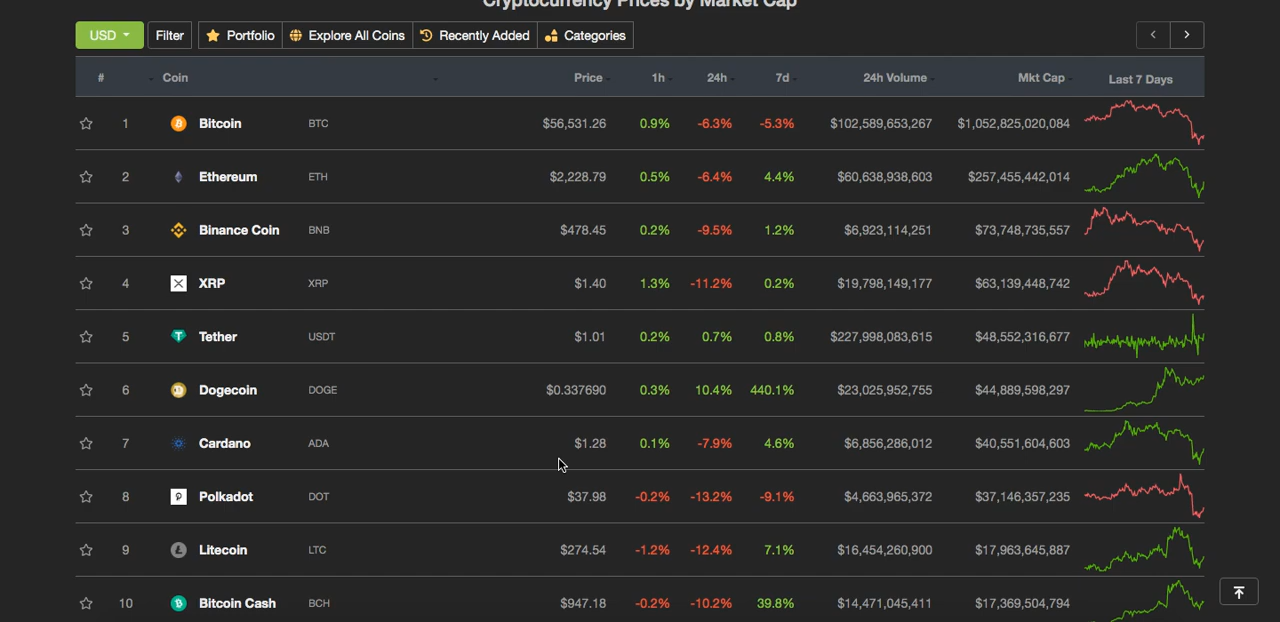 Cryptocurrency Prices by Market Cap
USD Filter Portfolio Explore All Coins Recently Added Categories
# Coin Price 1h 24h 7d 24h Volume Mkt Cap Last 7 Days
1 Bitcoin BTC $56,531.26 0.9% -6.3% -5.3% $102,589,653,267 $1,052,825,020,084
2 Ethereum ETH $2,228.79 0.5% -6.4% 4.4% $60,638,938,603 $257,455,442,014
3 Binance Coin BNB $478.45 0.2% -9.5% 1.2% $6,923,114,251 $73,748,735,557
4 XRP XRP $1.40 1.3% -11.2% 0.2% $19,798,149,177 $63,139,448,742
5 Tether USDT $1.01 0.2% 0.7% 0.8% $227,998,083,615 $48,552,316,677
6 Dogecoin DOGE $0.337690 0.3% 10.4% 440.1% $23,025,952,755 $44,889,598,297
7 Cardano ADA $1.28 0.1% -7.9% 4.6% $6,856,286,012 $40,551,604,603
8 Polkadot DOT $37.98 -0.2% -13.2% -9.1% $4,663,965,372 $37,146,357,235
9 Litecoin LTC $274.54 -1.2% -12.4% 7.1% $16,454,260,900 $17,963,645,887
10 Bitcoin Cash BCH $947.18 -0.2% -10.2% 39.8% $14,471,045,411 $17,369,504,794